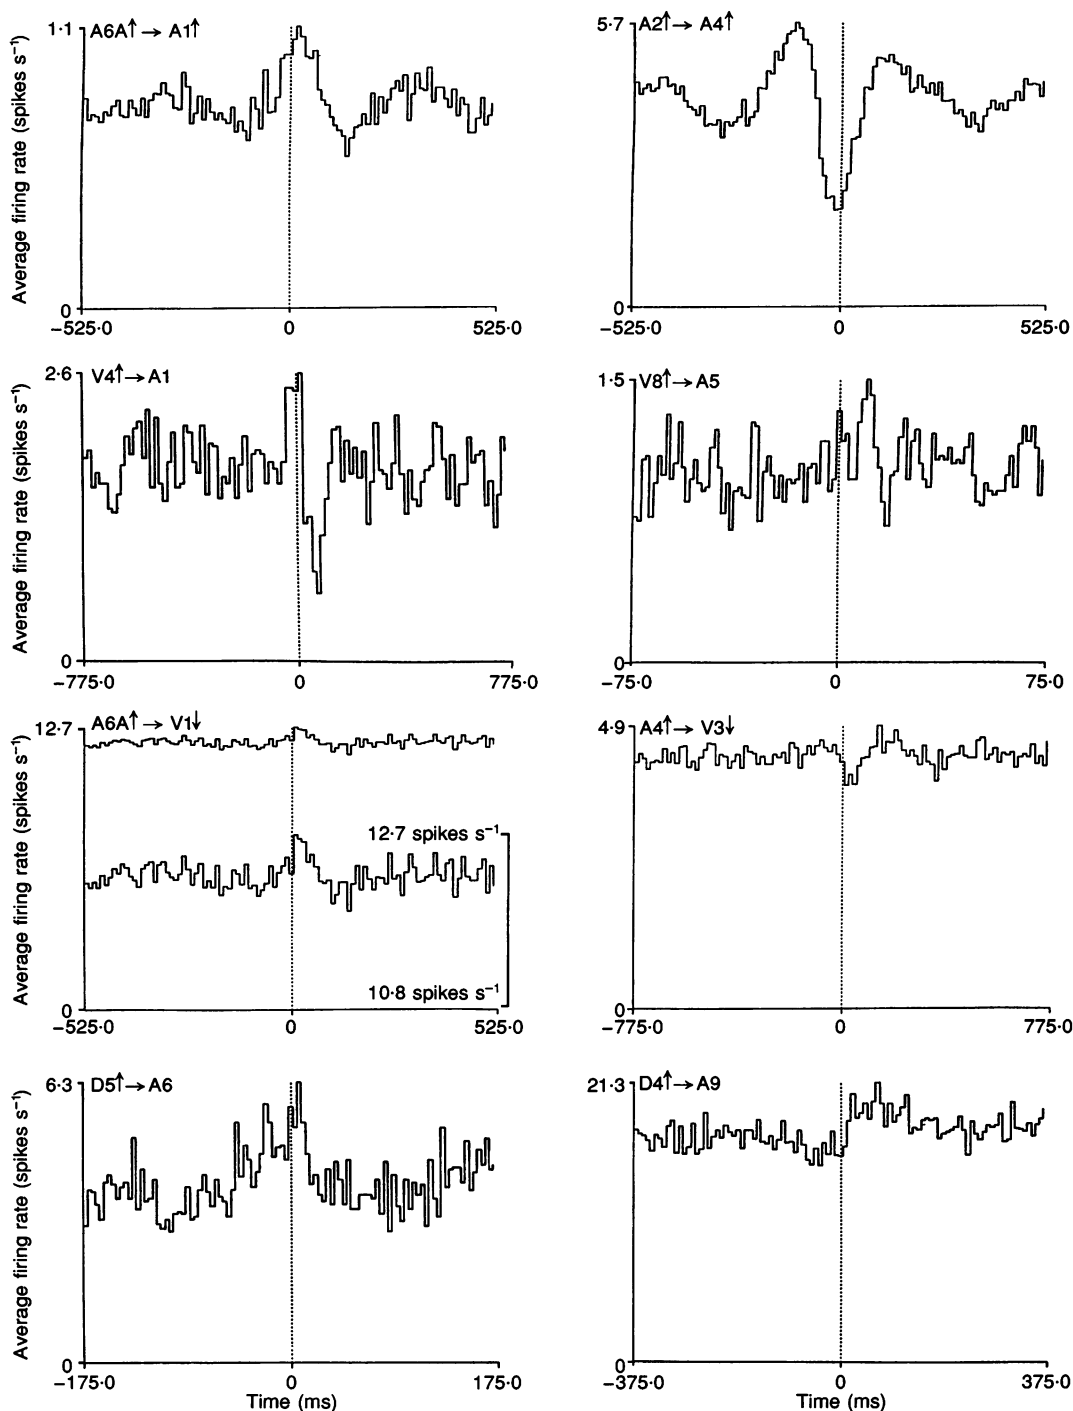 Average firing rate (spikes s⁻¹)
1·1
A6A↑ → A1↑
0
−525·0
0
525·0
5·7
A2↑ → A4↑
0
−525·0
0
525·0
Average firing rate (spikes s⁻¹)
2·6
V4↑ → A1
0
−775·0
0
775·0
1·5
V8↑ → A5
0
−75·0
0
75·0
Average firing rate (spikes s⁻¹)
12·7
A6A↑ → V1↓
12·7 spikes s⁻¹
10·8 spikes s⁻¹
0
−525·0
0
525·0
4·9
A4↑ → V3↓
0
−775·0
0
775·0
Average firing rate (spikes s⁻¹)
6·3
D5↑ → A6
0
−175·0
0
175·0
Time (ms)
21·3
D4↑ → A9
0
−375·0
0
375·0
Time (ms)